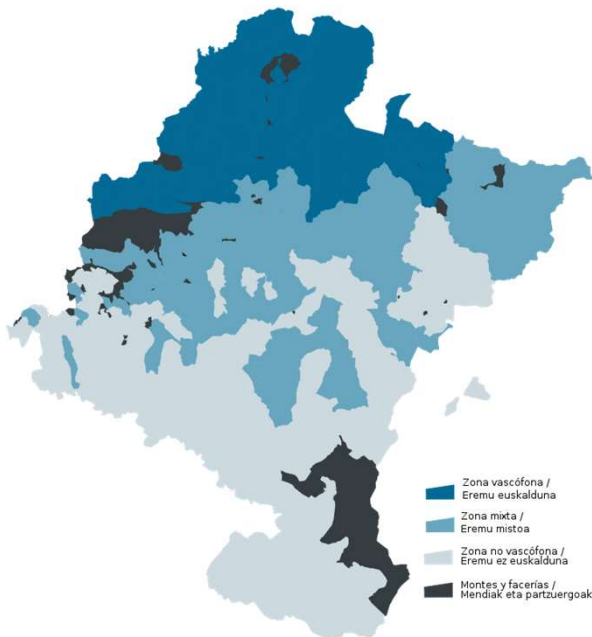 Zona vascófona /
Eremu euskalduna
Zona mixta /
Eremu mistoa
Zona no vascófona /
Eremu ez euskalduna
Montes y facerías /
Mendiak eta partzuergoak